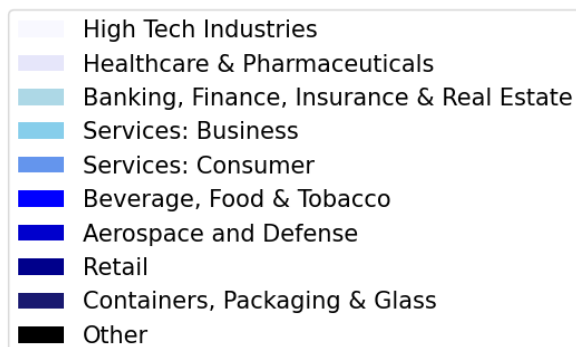 High Tech Industries
Healthcare & Pharmaceuticals
Banking, Finance, Insurance & Real Estate
Services: Business
Services: Consumer
Beverage, Food & Tobacco
Aerospace and Defense
Retail
Containers, Packaging & Glass
Other